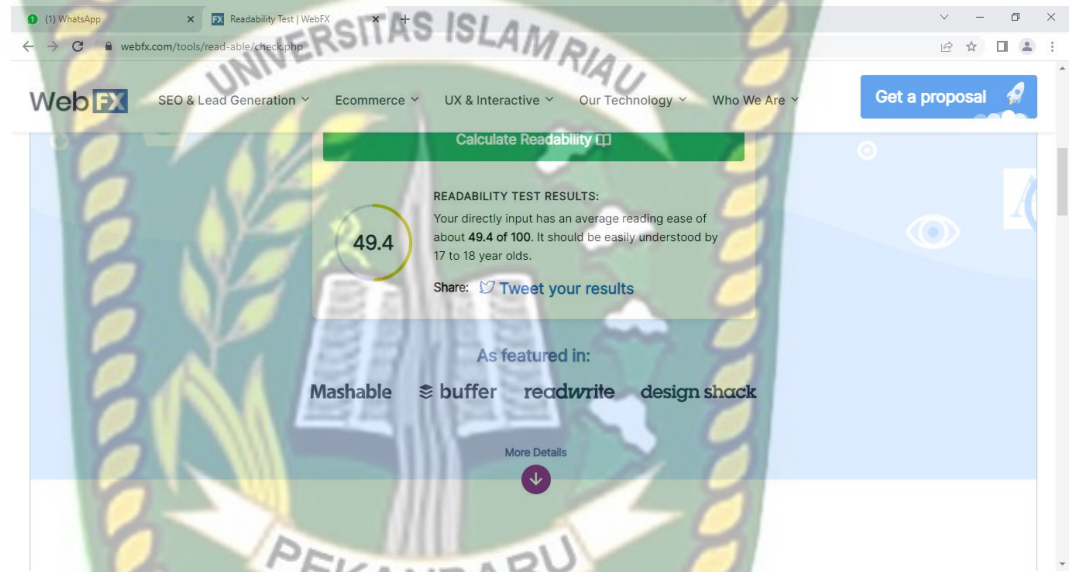 (1) WhatsApp
Readability Test | WebFX
webfx.com/tools/read-able/check.php
UNIVERSITAS ISLAM RIAU
WebFX
SEO & Lead Generation
Ecommerce
UX & Interactive
Our Technology
Who We Are
Get a proposal
Calculate Readability
READABILITY TEST RESULTS:
49.4
Your directly input has an average reading ease of
about 49.4 of 100. It should be easily understood by
17 to 18 year olds.
Share: Tweet your results
As featured in:
Mashable buffer readwrite design shack
More Details
PEKANBARU